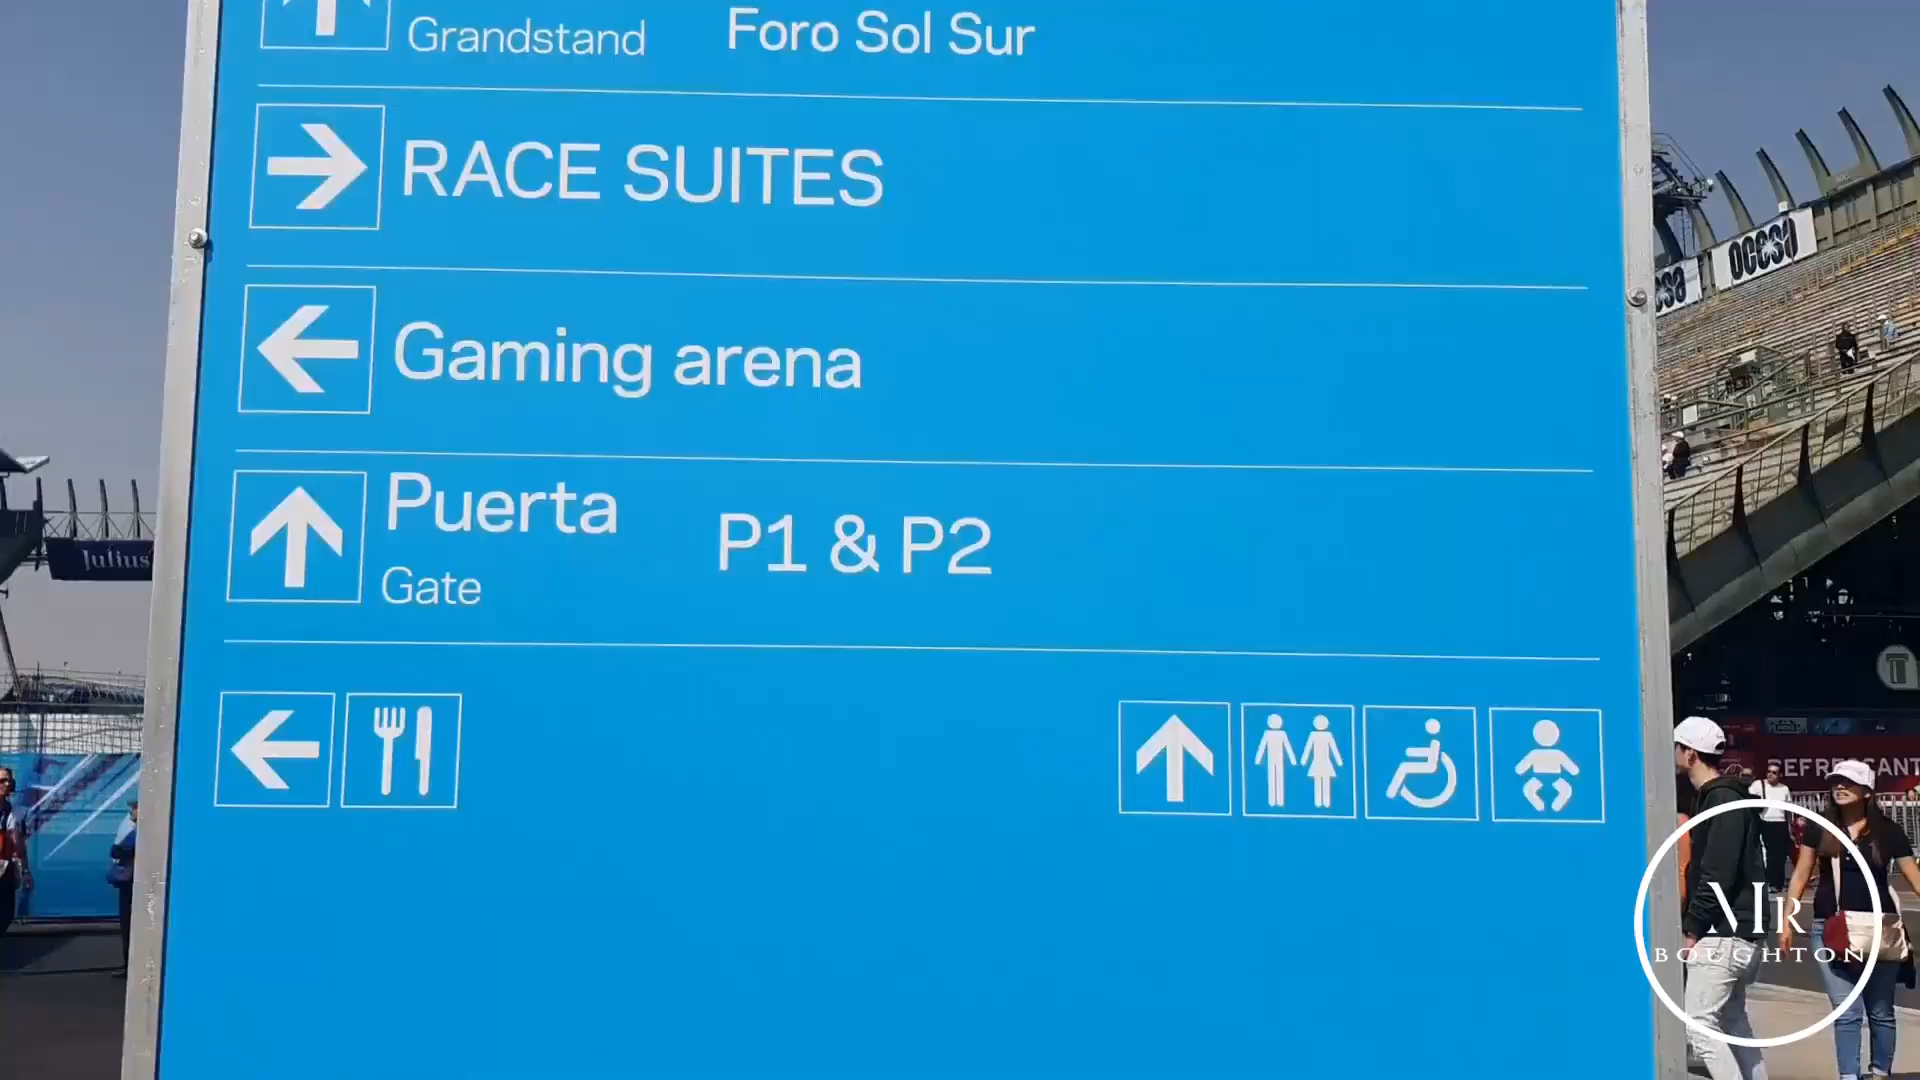 Grandstand Foro Sol Sur
RACE SUITES
Gaming arena
Puerta P1 & P2
Gate
ocesa
Julius
T
MR
BOUGHTON